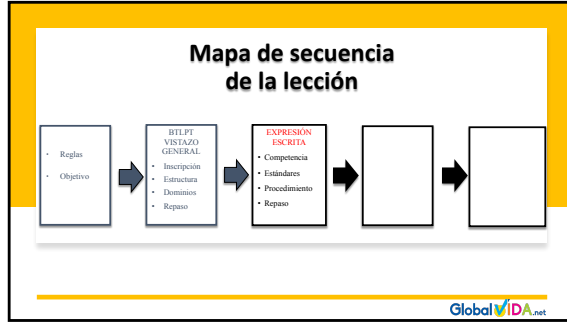 Mapa de secuencia
de la lección
• Reglas
• Objetivo
BTLPT
VISTAZO
GENERAL
• Inscripción
• Estructura
• Dominios
• Repaso
EXPRESIÓN
ESCRITA
• Competencia
• Estándares
• Procedimiento
• Repaso
GlobalVIDA.net